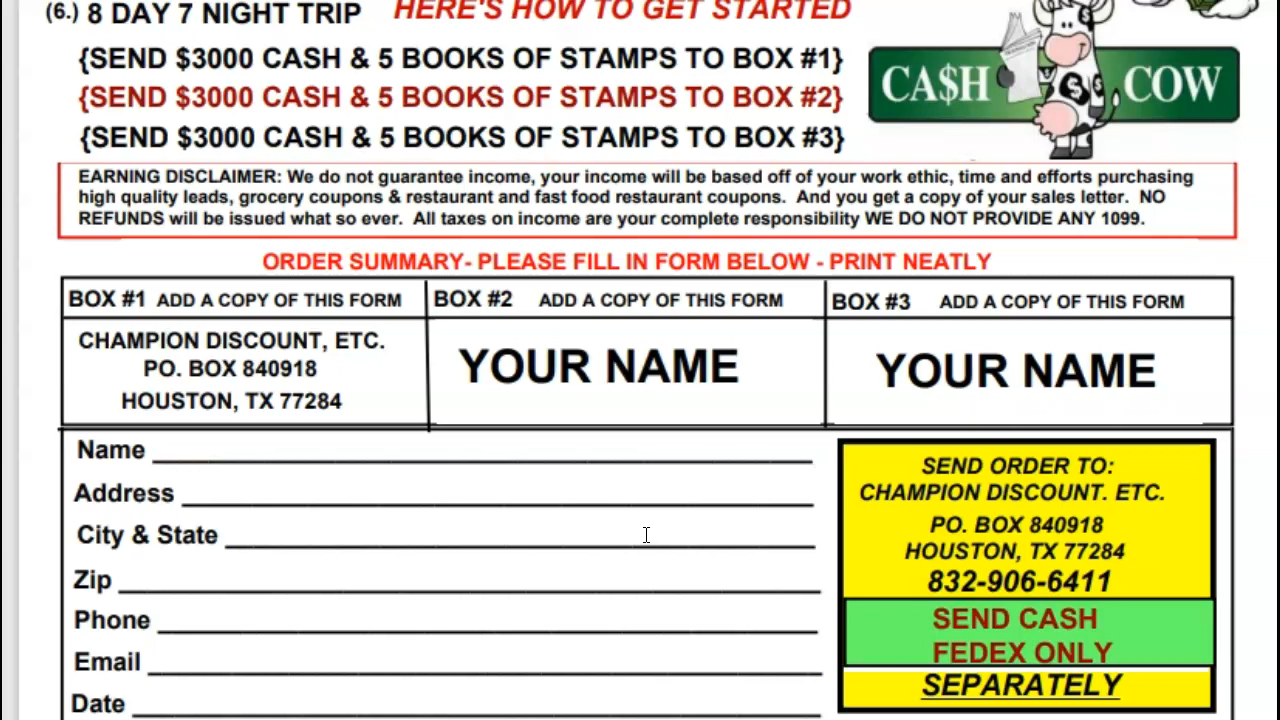 (6.) 8 DAY 7 NIGHT TRIP
HERE'S HOW TO GET STARTED
{SEND $3000 CASH & 5 BOOKS OF STAMPS TO BOX #1}
{SEND $3000 CASH & 5 BOOKS OF STAMPS TO BOX #2}
{SEND $3000 CASH & 5 BOOKS OF STAMPS TO BOX #3}
CA$H COW
EARNING DISCLAIMER: We do not guarantee income, your income will be based off of your work ethic, time and efforts purchasing
high quality leads, grocery coupons & restaurant and fast food restaurant coupons. And you get a copy of your sales letter. NO
REFUNDS will be issued what so ever. All taxes on income are your complete responsibility WE DO NOT PROVIDE ANY 1099.
ORDER SUMMARY- PLEASE FILL IN FORM BELOW - PRINT NEATLY
BOX #1 ADD A COPY OF THIS FORM
CHAMPION DISCOUNT, ETC.
PO. BOX 840918
HOUSTON, TX 77284
BOX #2 ADD A COPY OF THIS FORM
YOUR NAME
BOX #3 ADD A COPY OF THIS FORM
YOUR NAME
Name
Address
City & State
Zip
Phone
Email
Date
SEND ORDER TO:
CHAMPION DISCOUNT. ETC.
PO. BOX 840918
HOUSTON, TX 77284
832-906-6411
SEND CASH
FEDEX ONLY
SEPARATELY